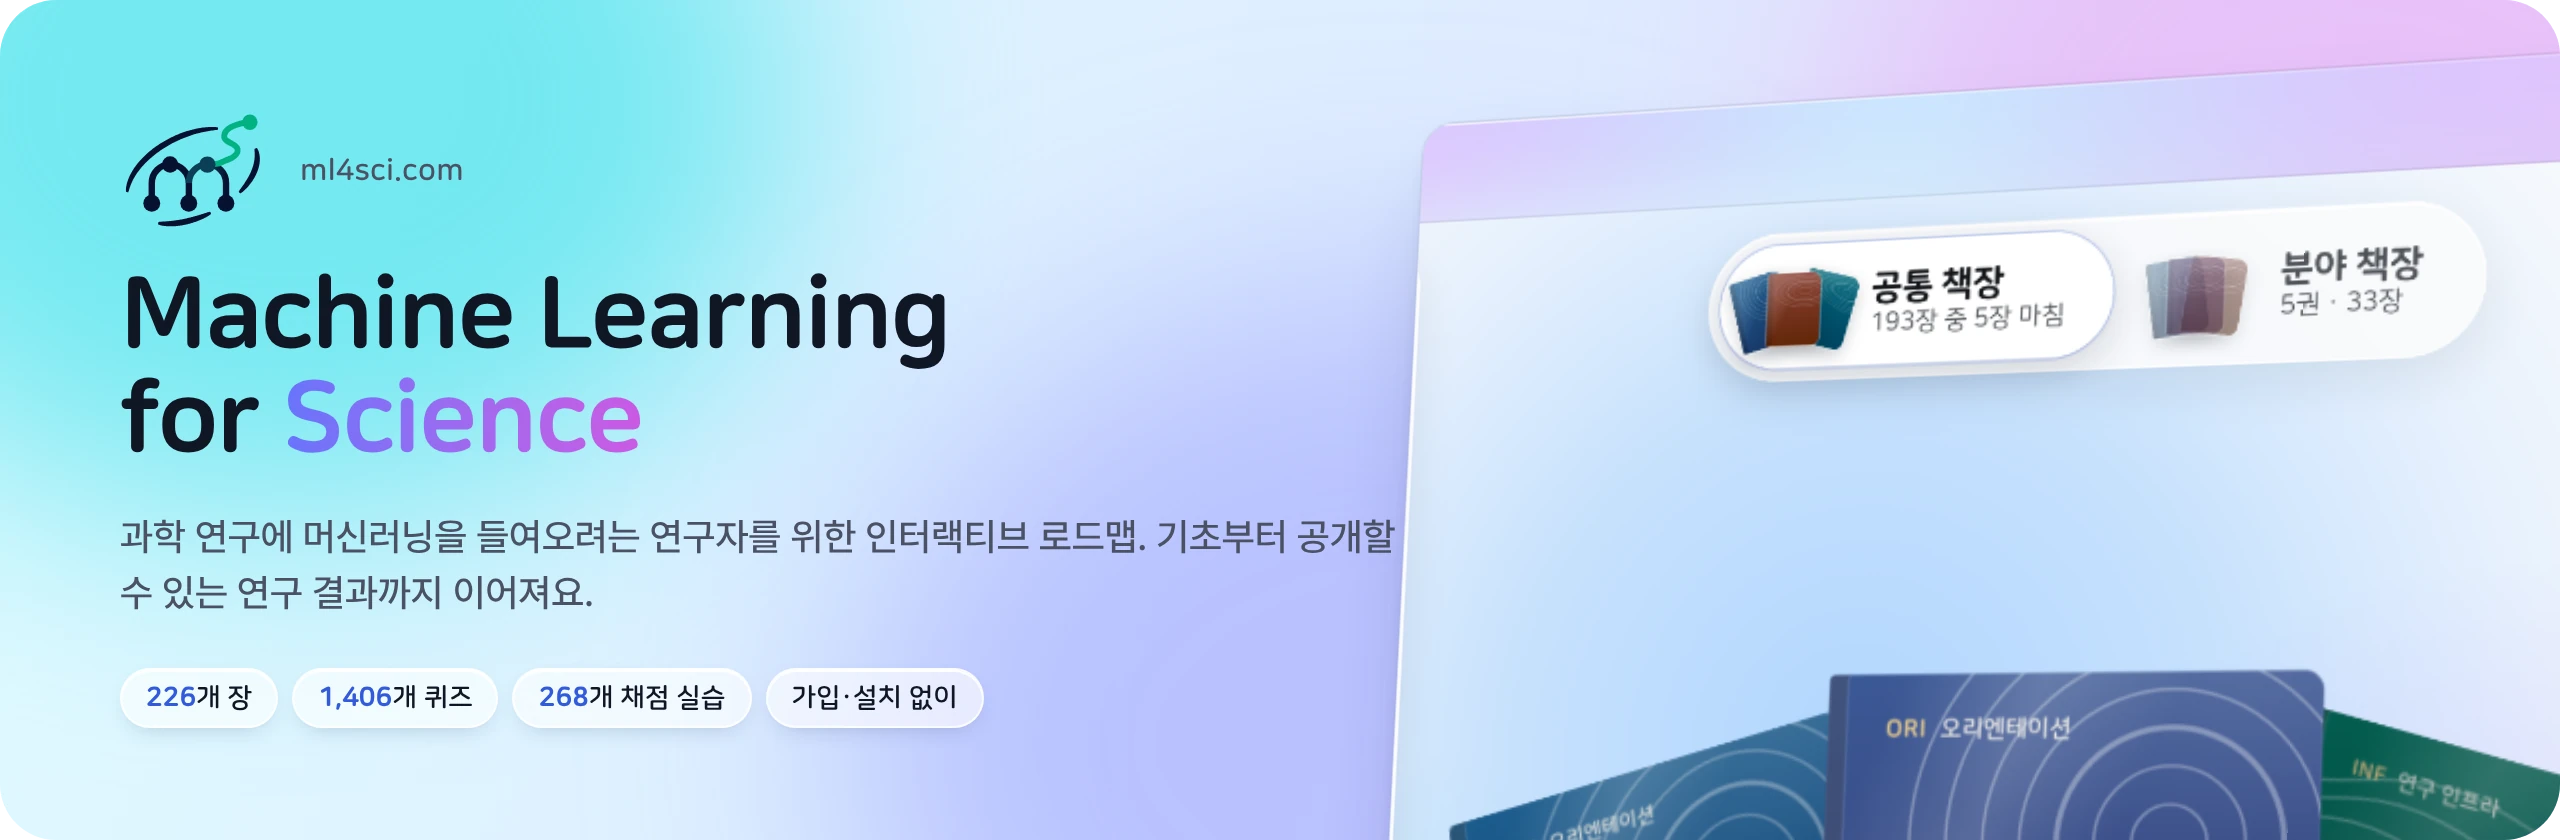 ml4sci.com
Machine Learning
for Science
과학 연구에 머신러닝을 들여오려는 연구자를 위한 인터랙티브 로드맵. 기초부터 공개할
수 있는 연구 결과까지 이어져요.
226개 장
1,406개 퀴즈
268개 채점 실습
가입·설치 없이
공통 책장
193장 중 5장 마침
분야 책장
5권 · 33장
오리엔테이션
ORI 오리엔테이션
INF 연구 인프라